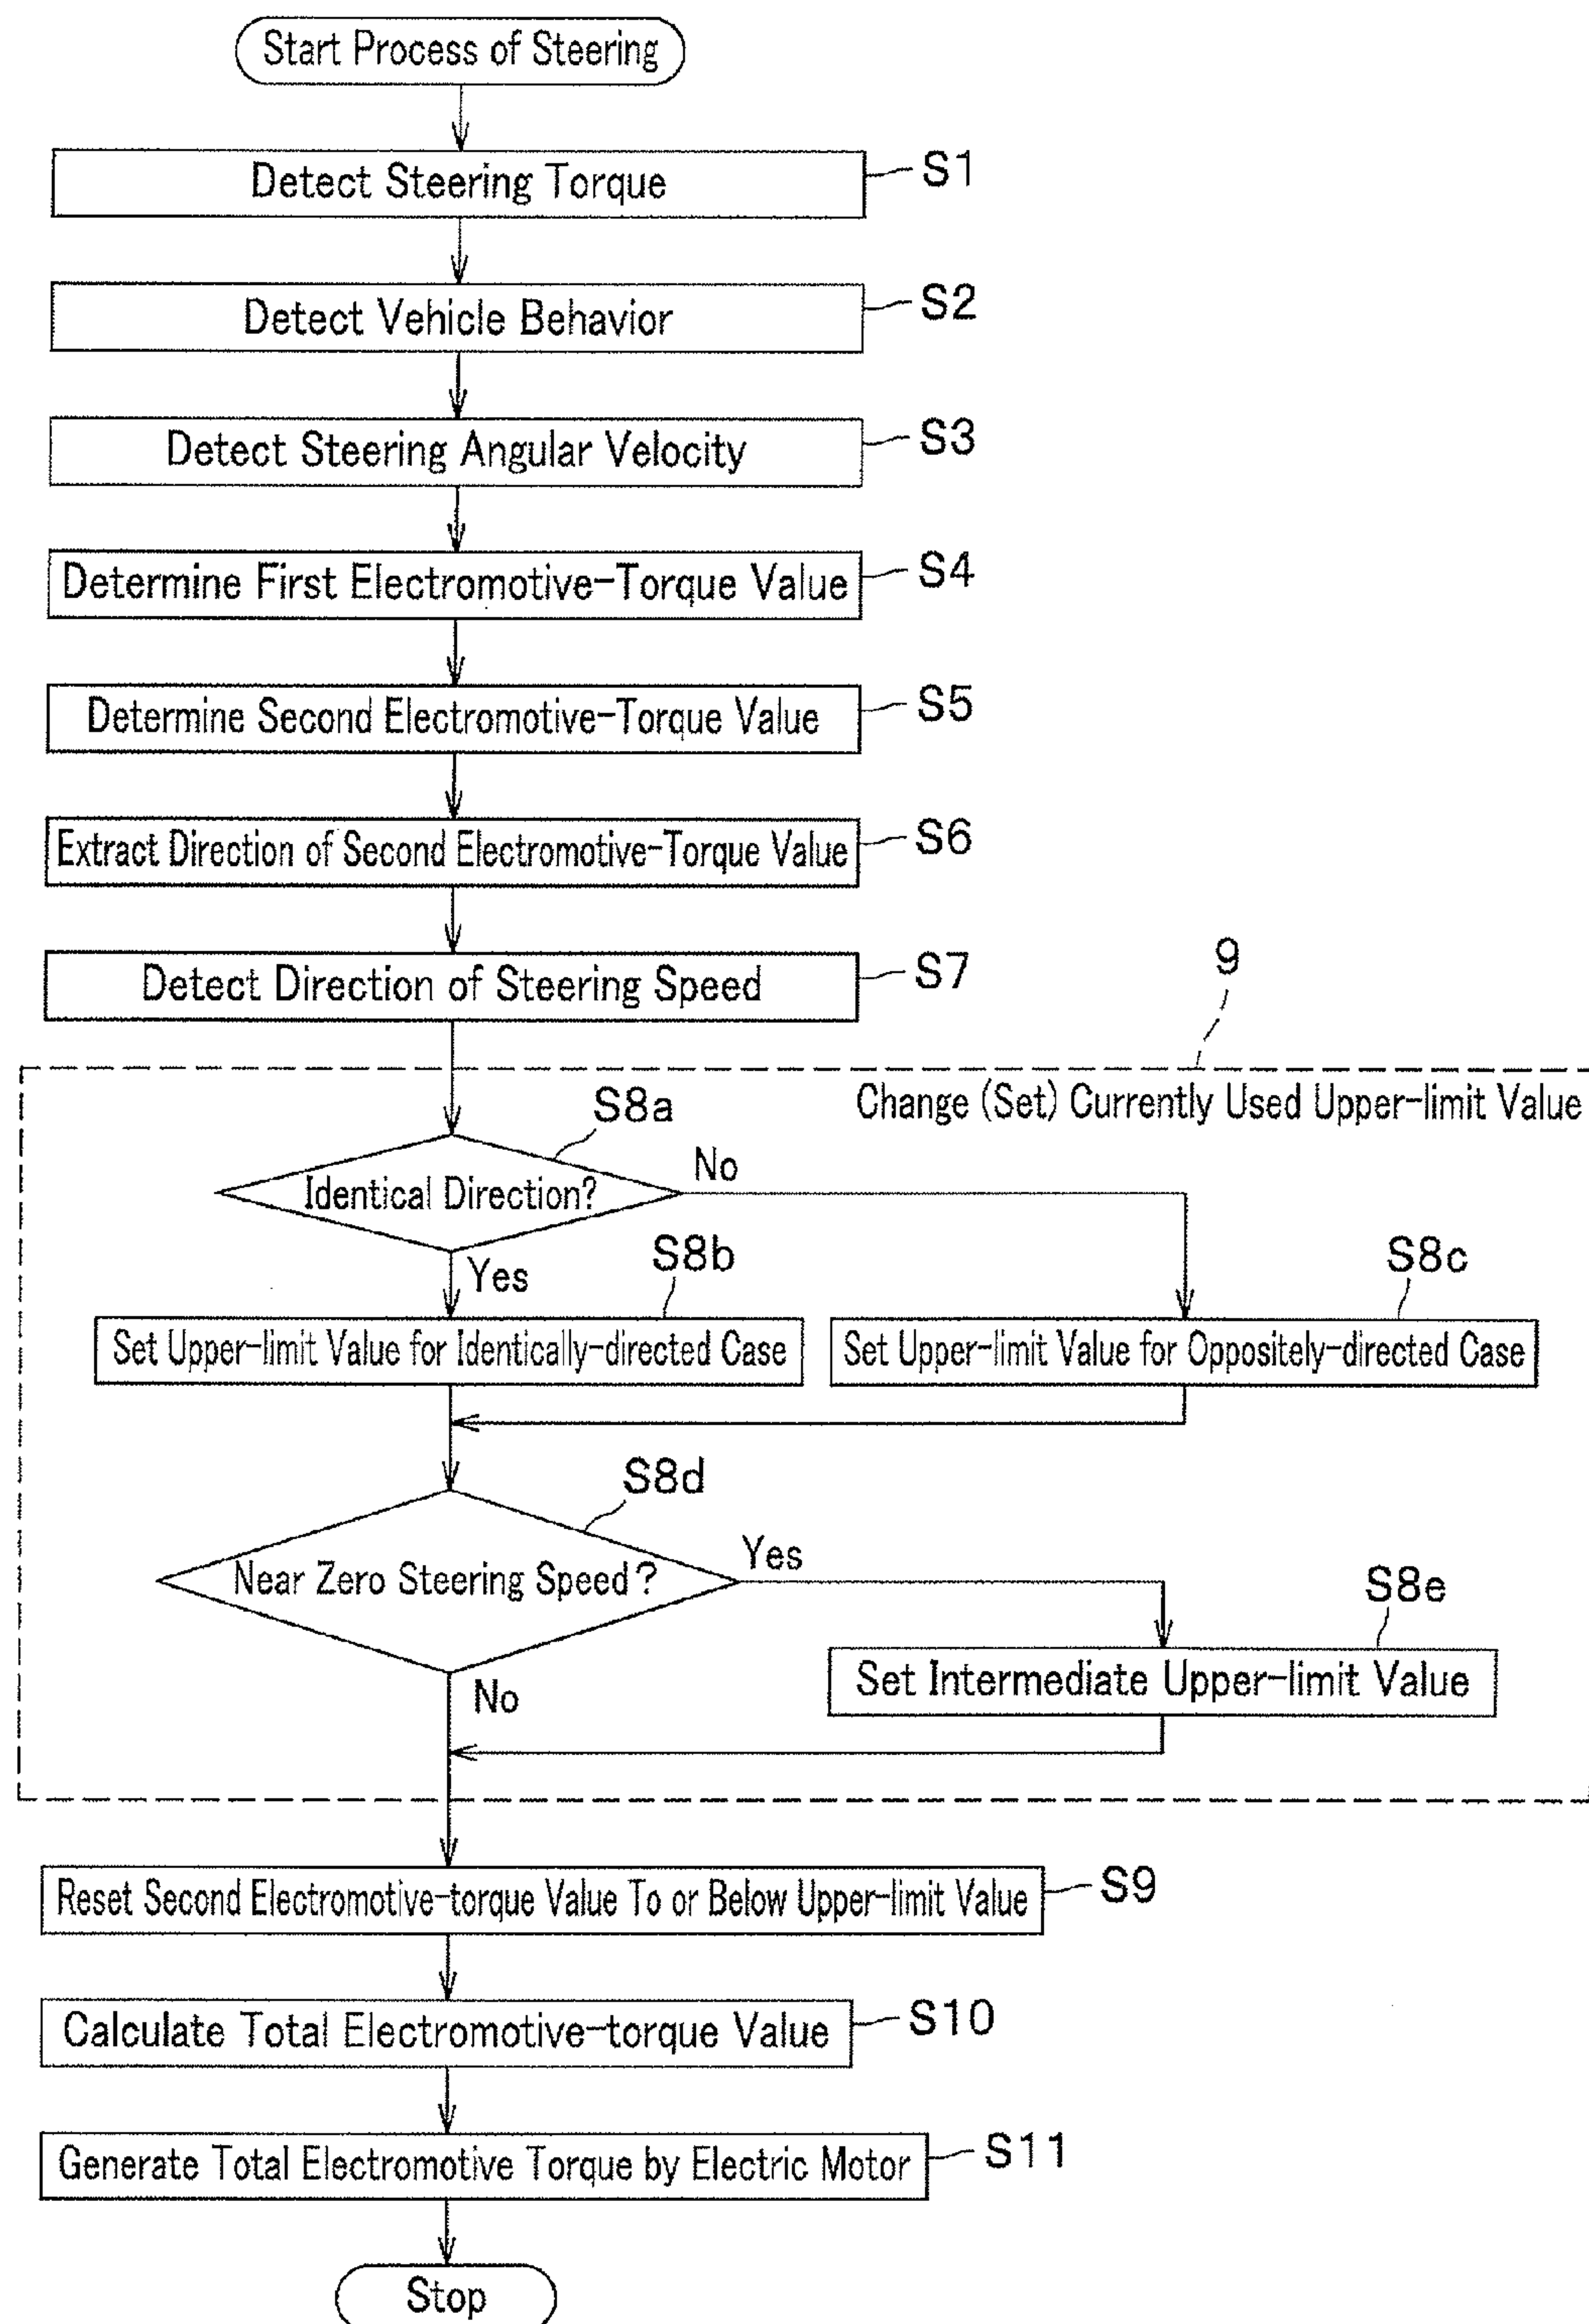 Start Process of Steering
Detect Steering Torque
S1
Detect Vehicle Behavior
S2
Detect Steering Angular Velocity
S3
Determine First Electromotive-Torque Value
S4
Determine Second Electromotive-Torque Value
S5
Extract Direction of Second Electromotive-Torque Value
S6
Detect Direction of Steering Speed
S7
9
Change (Set) Currently Used Upper-limit Value
S8a
Identical Direction?
No
Yes
S8b
S8c
Set Upper-limit Value for Identically-directed Case
Set Upper-limit Value for Oppositely-directed Case
S8d
Near Zero Steering Speed?
Yes
S8e
Set Intermediate Upper-limit Value
No
Reset Second Electromotive-torque Value To or Below Upper-limit Value
S9
Calculate Total Electromotive-torque Value
S10
Generate Total Electromotive Torque by Electric Motor
S11
Stop